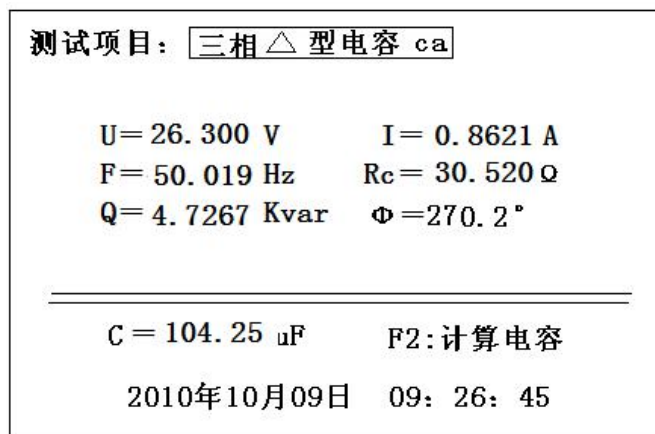 测试项目：三相△型电容 ca
U=26.300 V I=0.8621 A
F=50.019 Hz Rc=30.520Ω
Q=4.7267 Kvar Φ=270.2°
C=104.25 uF F2:计算电容
2010年10月09日 09：26：45